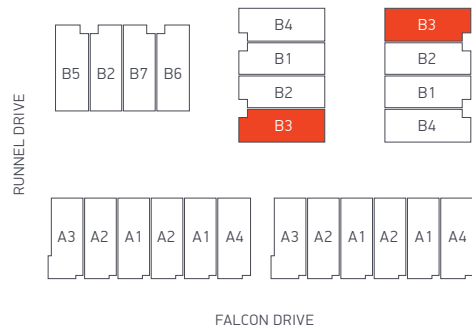 B4
B1
B2
B3
B3
B2
B1
B4
B5 B2 B7 B6
RUNNEL DRIVE
A3 A2 A1 A2 A1 A4
A3 A2 A1 A2 A1 A4
FALCON DRIVE